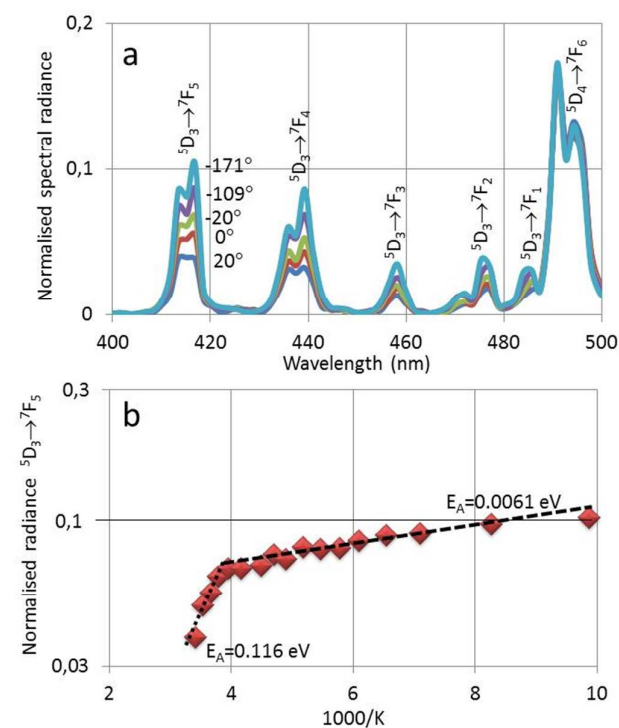 a
Normalised spectral radiance
0,2
0,1
0
⁵D₃→⁷F₅
⁵D₃→⁷F₄
⁵D₃→⁷F₃
⁵D₃→⁷F₂
⁵D₃→⁷F₁
⁵D₄→⁷F₆
-171°
-109°
-20°
0°
20°
400 420 440 460 480 500
Wavelength (nm)
b
Normalised radiance ⁵D₃→⁷F₅
0,3
0,1
0,03
E_A=0.0061 eV
E_A=0.116 eV
2 4 6 8 10
1000/K